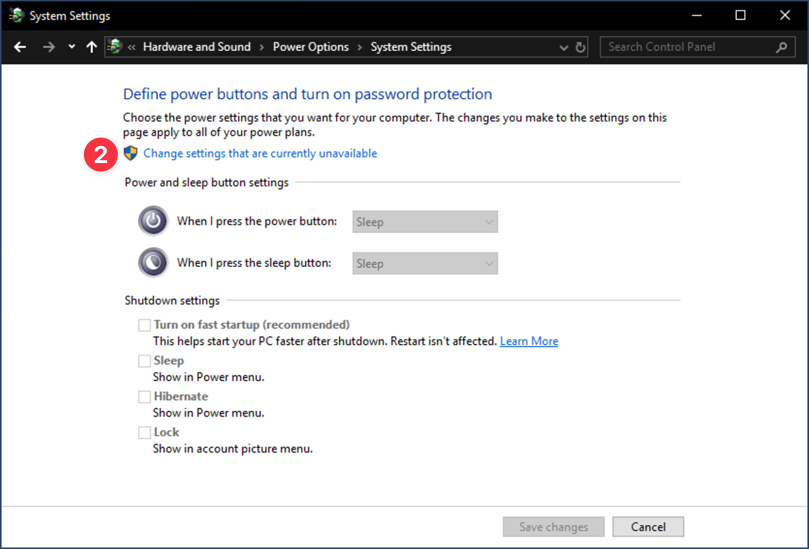 System Settings
« Hardware and Sound > Power Options > System Settings
Search Control Panel
Define power buttons and turn on password protection
Choose the power settings that you want for your computer. The changes you make to the settings on this
page apply to all of your power plans.
2 Change settings that are currently unavailable
Power and sleep button settings
When I press the power button: Sleep
When I press the sleep button: Sleep
Shutdown settings
Turn on fast startup (recommended)
This helps start your PC faster after shutdown. Restart isn't affected. Learn More
Sleep
Show in Power menu.
Hibernate
Show in Power menu.
Lock
Show in account picture menu.
Save changes Cancel